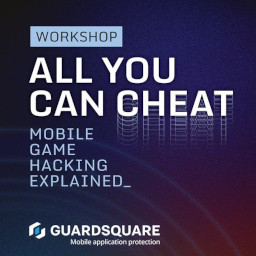 WORKSHOP
ALL YOU
CAN CHEAT
MOBILE
GAME
HACKING
EXPLAINED_
GUARDSQUARE
Mobile application protection